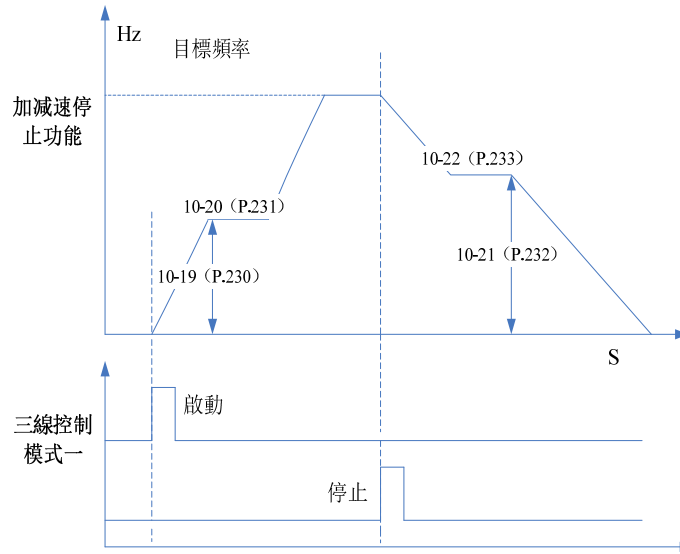 Hz
目標頻率
加减速停
止功能
10-22（P.233）
10-20（P.231）
10-21（P.232）
10-19（P.230）
S
三線控制
模式一
啟動
停止